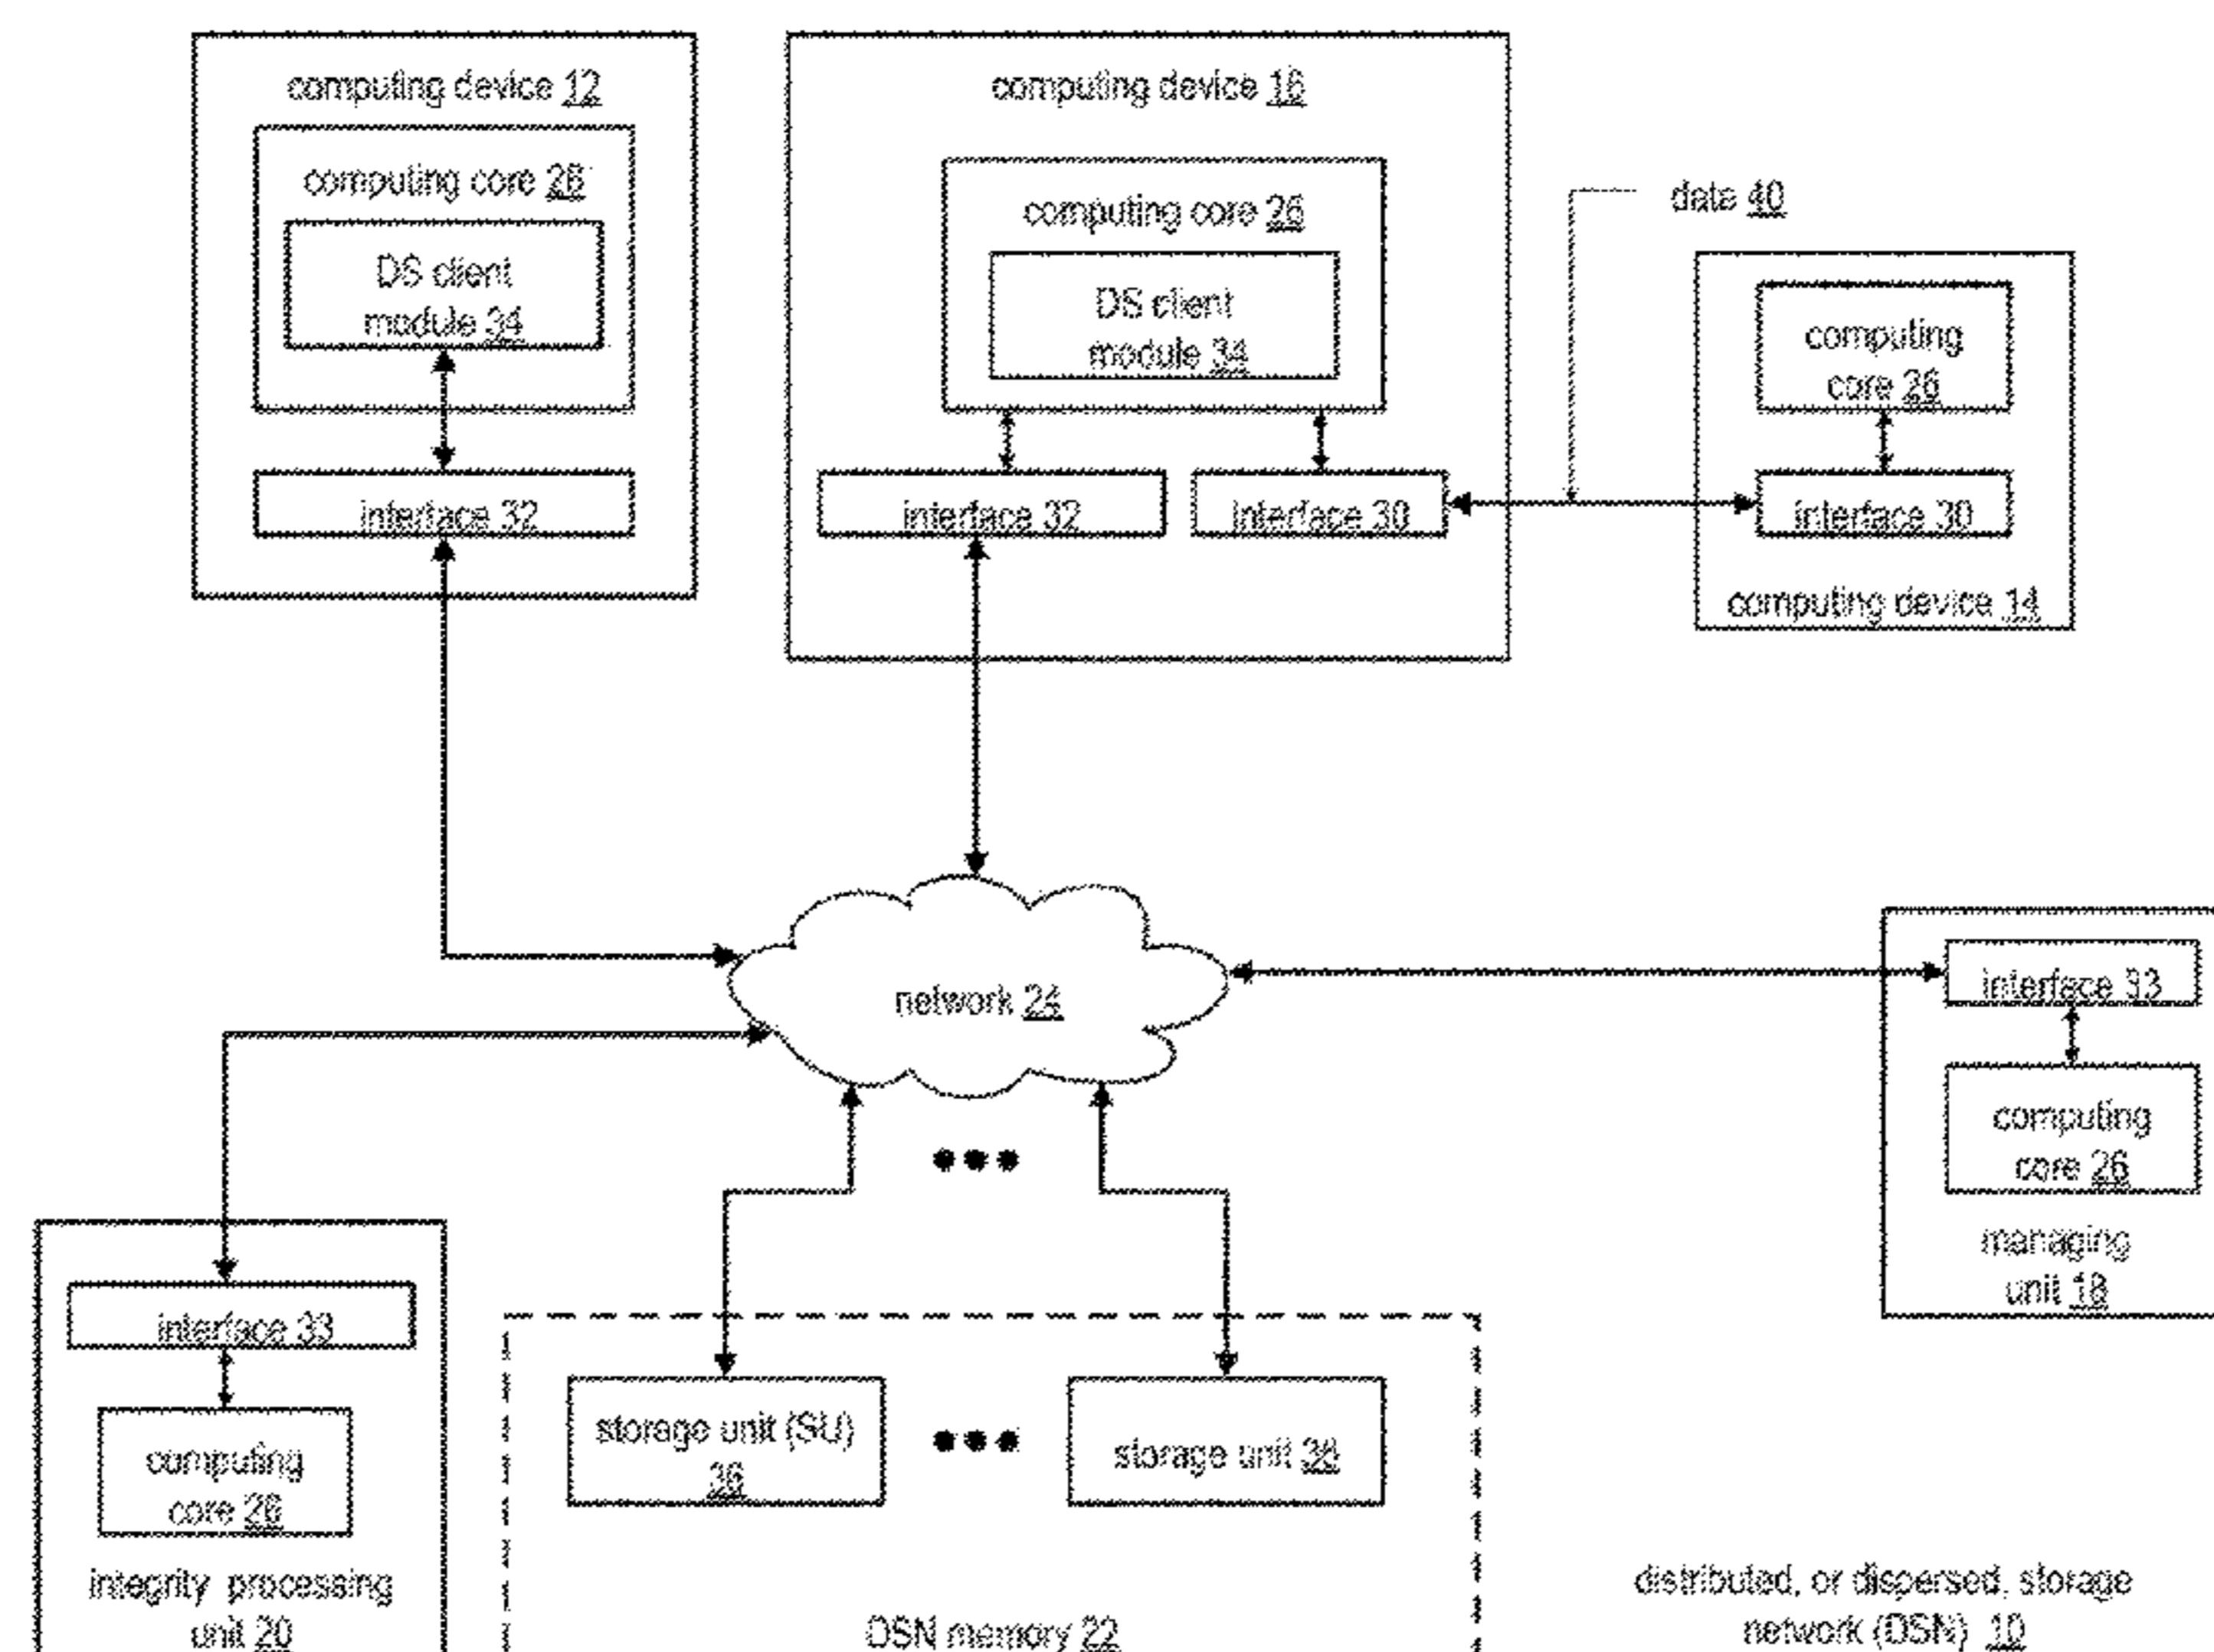 computing device 12
computing core 26
DS client
module 34
interface 32
computing device 16
computing core 26
DS client
module 34
interface 32
interface 30
data 40
computing
core 26
interface 30
computing device 14
network 24
interface 33
computing
core 26
managing
unit 18
interface 33
computing
core 26
integrity processing
unit 20
storage unit (SU)
36
storage unit 36
DSN memory 22
distributed, or dispersed, storage
network (DSN) 10